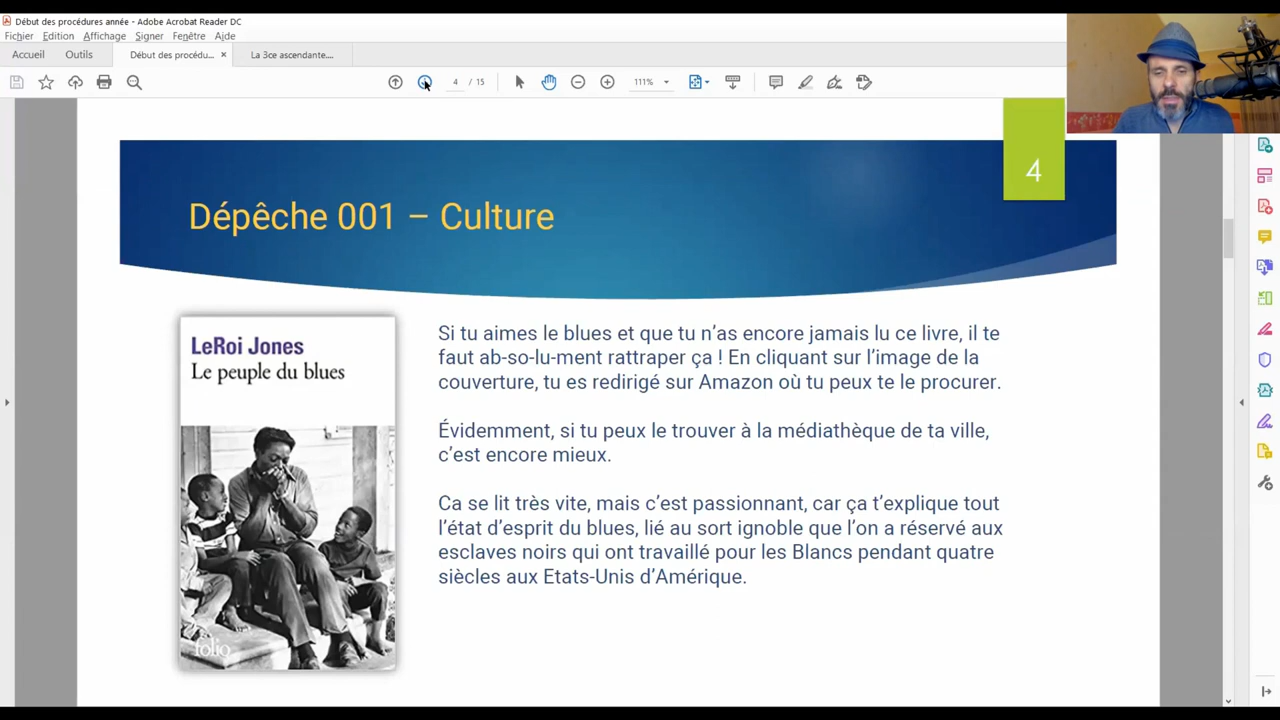 Début des procédures année - Adobe Acrobat Reader DC
Fichier Edition Affichage Signer Fenêtre Aide
Accueil Outils Début des procédu... × La 3ce ascendante....
4 / 15 111%
4
Dépêche 001 – Culture
LeRoi Jones
Le peuple du blues
folio
Si tu aimes le blues et que tu n’as encore jamais lu ce livre, il te
faut ab-so-lu-ment rattraper ça ! En cliquant sur l’image de la
couverture, tu es redirigé sur Amazon où tu peux te le procurer.
Évidemment, si tu peux le trouver à la médiathèque de ta ville,
c’est encore mieux.
Ca se lit très vite, mais c’est passionnant, car ça t’explique tout
l’état d’esprit du blues, lié au sort ignoble que l’on a réservé aux
esclaves noirs qui ont travaillé pour les Blancs pendant quatre
siècles aux Etats-Unis d’Amérique.